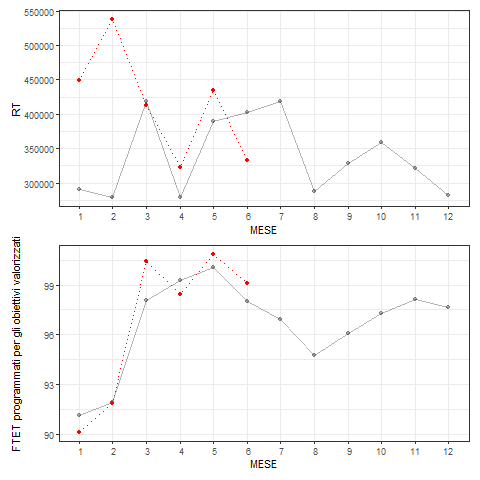 550000
500000
450000
400000
350000
300000
RT
1 2 3 4 5 6 7 8 9 10 11 12
MESE
99
96
93
90
FTET programmati per gli obiettivi valorizzati
1 2 3 4 5 6 7 8 9 10 11 12
MESE